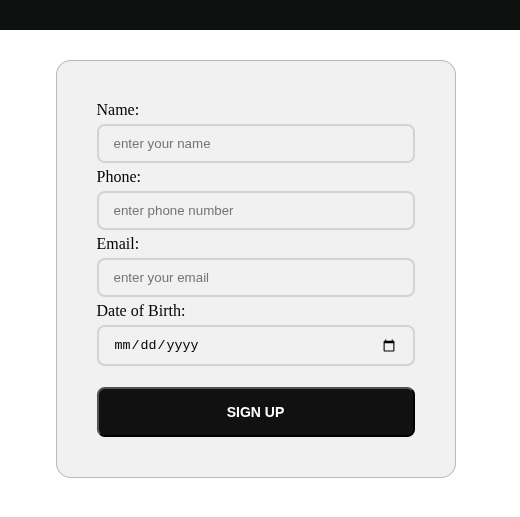 Name:
enter your name
Phone:
enter phone number
Email:
enter your email
Date of Birth:
mm/dd/yyyy
SIGN UP